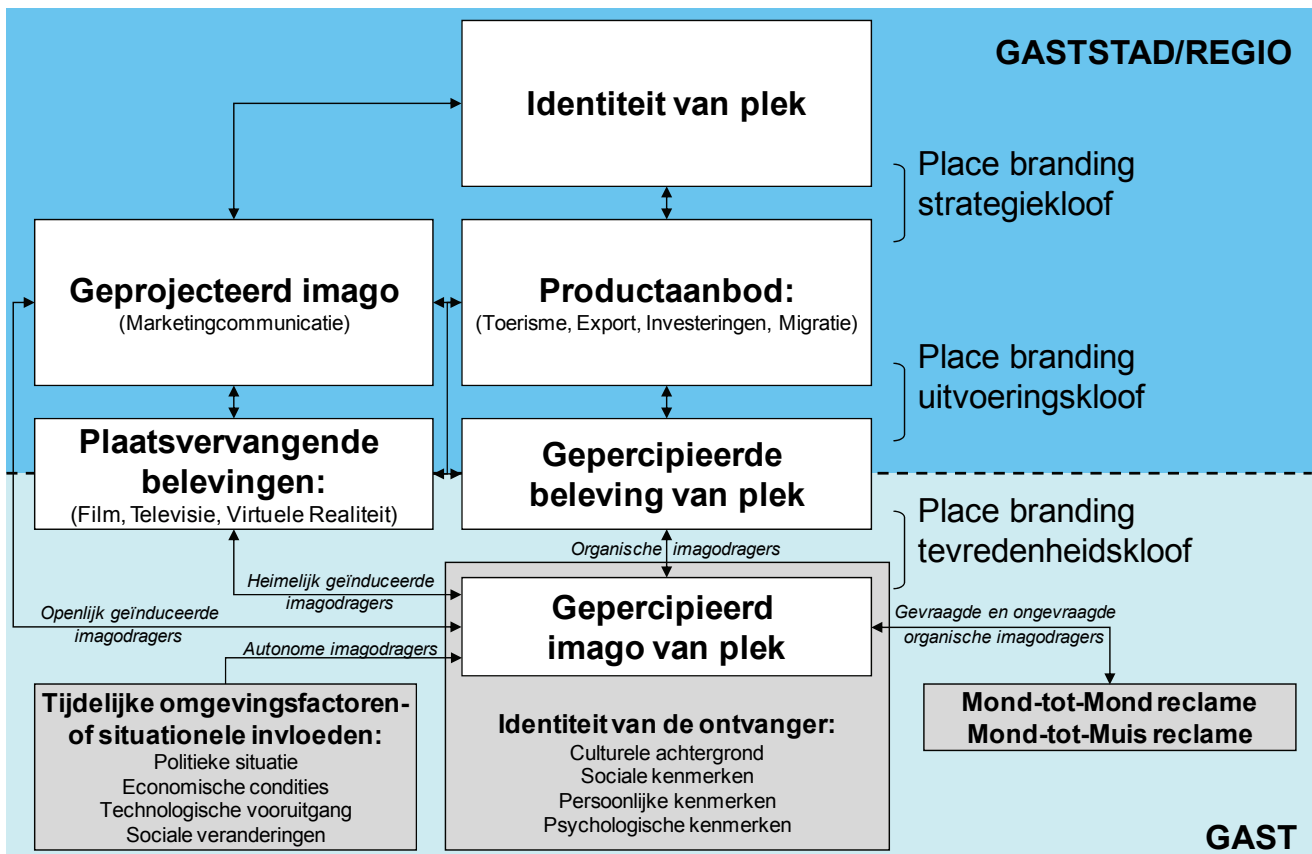 GASTSTAD/REGIO
Identiteit van plek
Place branding
strategiekloof
Geprojecteerd imago
(Marketingcommunicatie)
Productaanbod:
(Toerisme, Export, Investeringen, Migratie)
Place branding
uitvoeringskloof
Plaatsvervangende
belevingen:
(Film, Televisie, Virtuele Realiteit)
Gepercipieerde
beleving van plek
Place branding
tevredenheidskloof
Organische imagodragers
Heimelijk geïnduceerde
imagodragers
Openlijk geïnduceerde
imagodragers
Autonome imagodragers
Gepercipieerd
imago van plek
Gevraagde en ongevraagde
organische imagodragers
Tijdelijke omgevingsfactoren-
of situationele invloeden:
Politieke situatie
Economische condities
Technologische vooruitgang
Sociale veranderingen
Identiteit van de ontvanger:
Culturele achtergrond
Sociale kenmerken
Persoonlijke kenmerken
Psychologische kenmerken
Mond-tot-Mond reclame
Mond-tot-Muis reclame
GAST